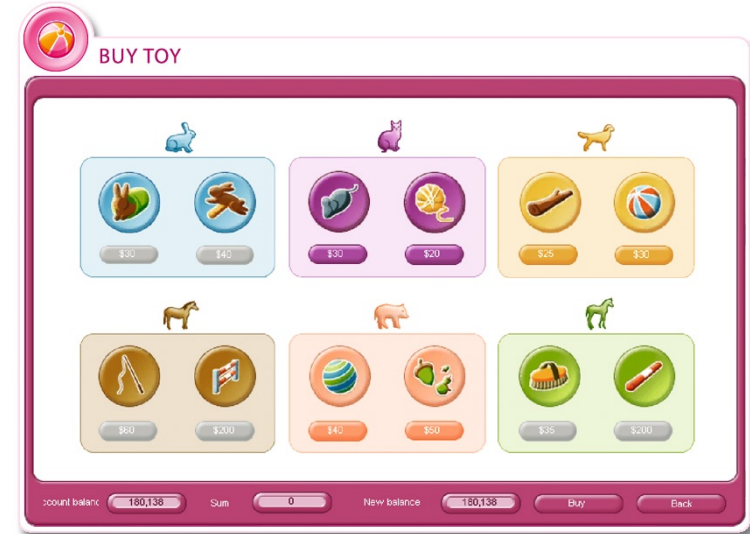 BUY TOY
$30 $40 $30 $20 $25 $30
$60 $200 $40 $50 $35 $200
ccount balanc 180,138 Sum 0 New balance 180,138 Buy Back